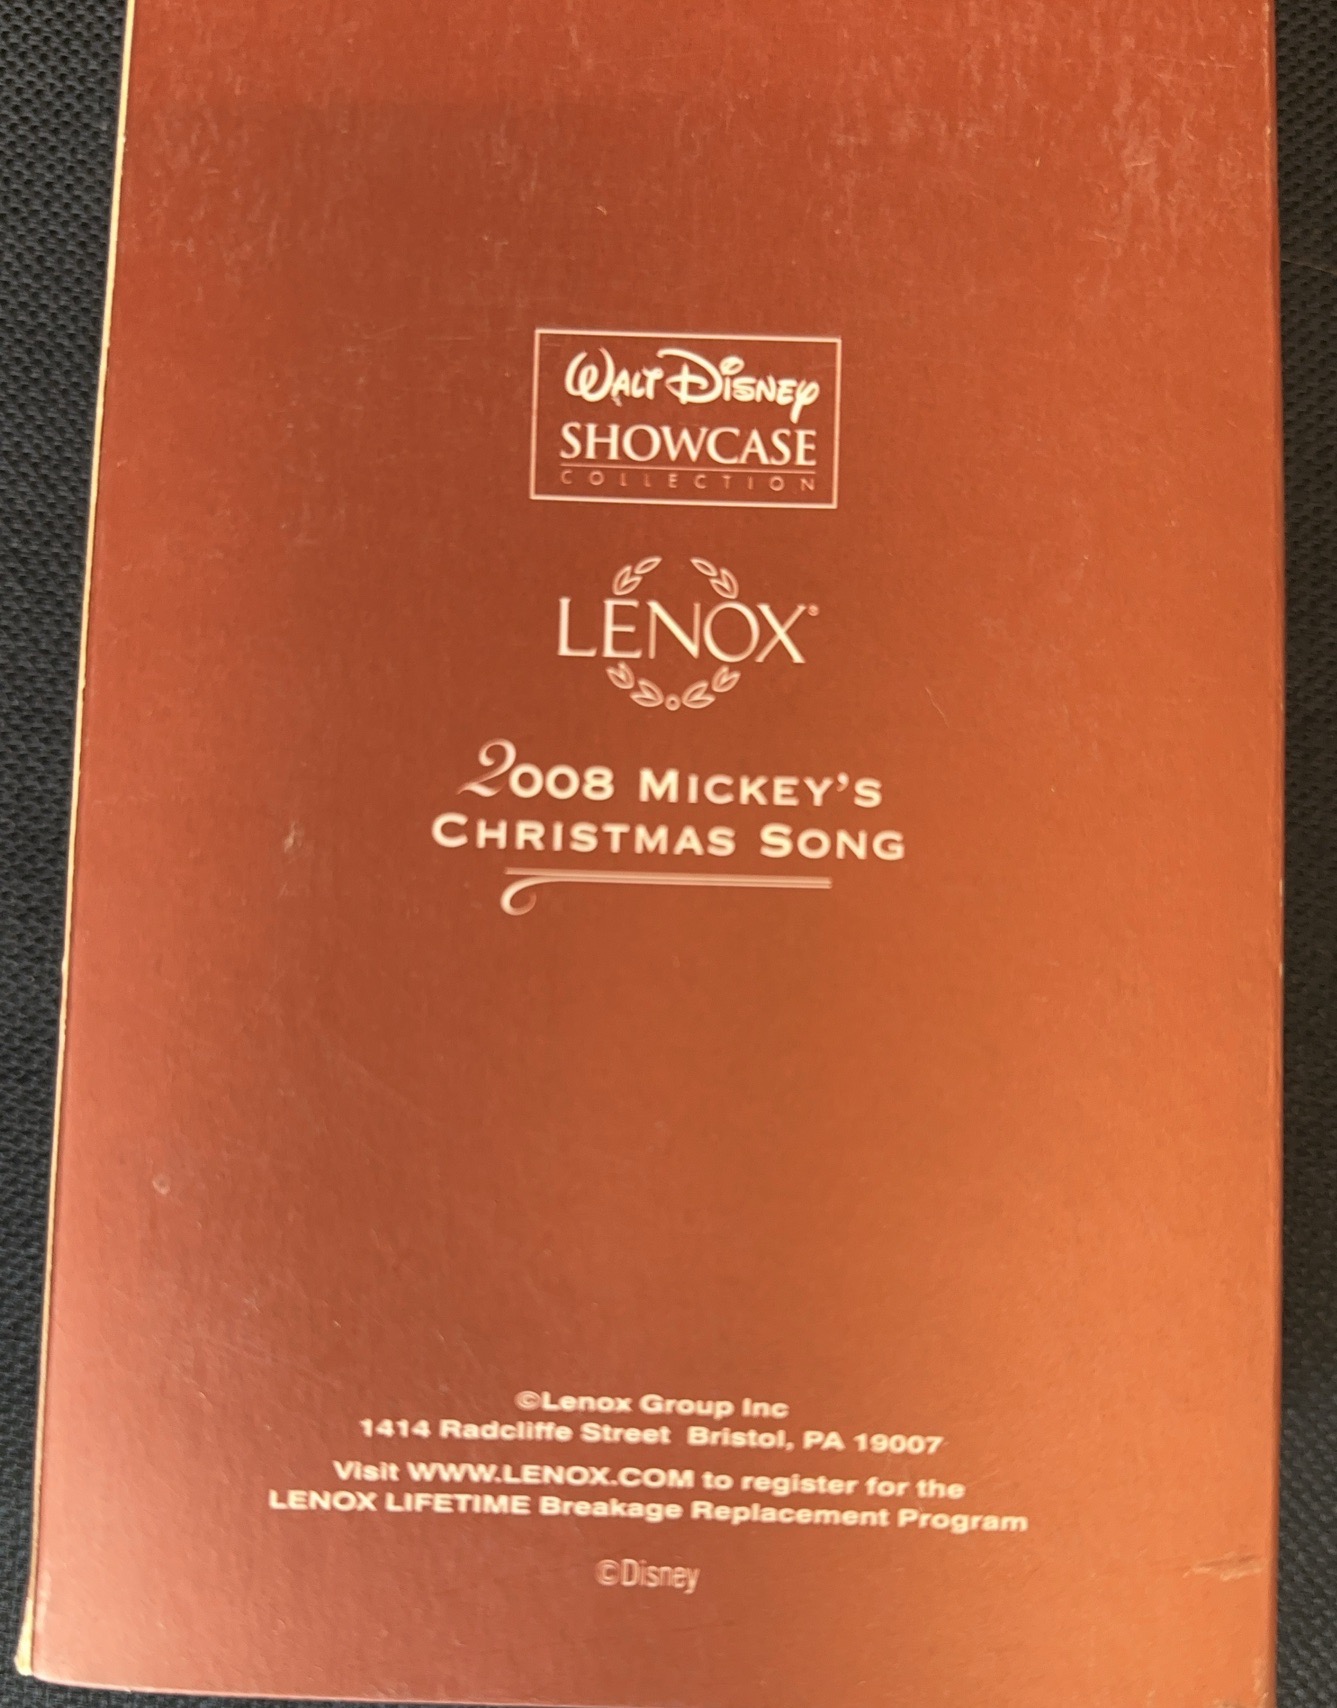 WALT DISNEY
SHOWCASE
COLLECTION
LENOX®
2008 MICKEY'S
CHRISTMAS SONG
©Lenox Group Inc
1414 Radcliffe Street Bristol, PA 19007
Visit WWW.LENOX.COM to register for the
LENOX LIFETIME Breakage Replacement Program
©Disney